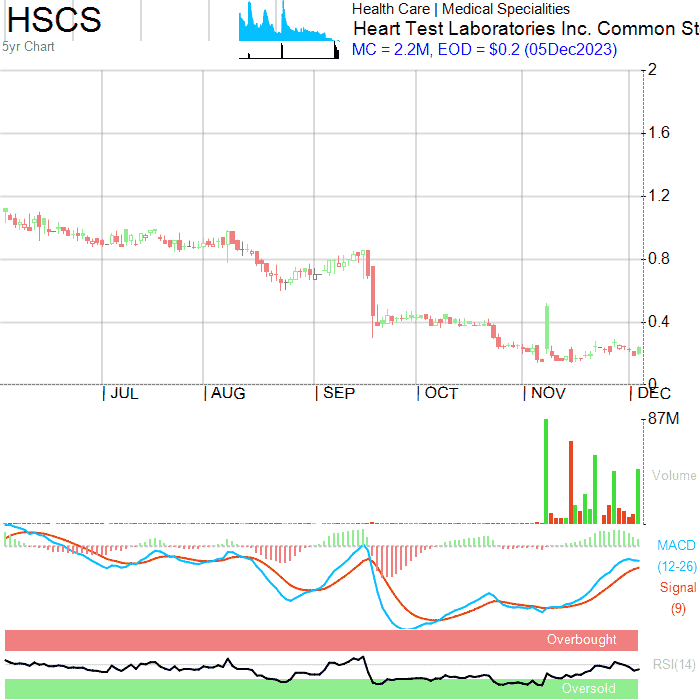 HSCS
5yr Chart
Health Care | Medical Specialities
Heart Test Laboratories Inc. Common St
MC = 2.2M, EOD = $0.2 (05Dec2023)
2
1.6
1.2
0.8
0.4
0
| JUL | AUG | SEP | OCT | NOV | DEC
87M
Volume
MACD
(12-26)
Signal
(9)
Overbought
RSI(14)
Oversold